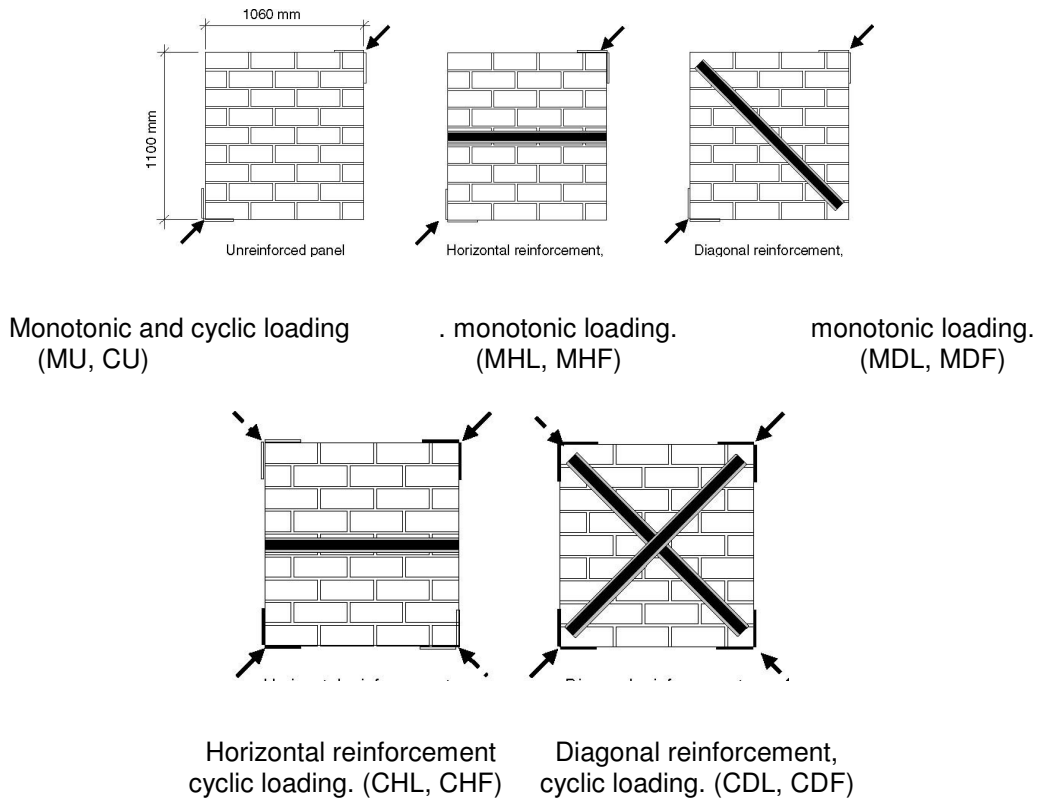 1060 mm
1100 mm
Unreinforced panel
Horizontal reinforcement,
Diagonal reinforcement,
Monotonic and cyclic loading
(MU, CU)
. monotonic loading.
(MHL, MHF)
monotonic loading.
(MDL, MDF)
Horizontal reinforcement
cyclic loading. (CHL, CHF)
Diagonal reinforcement,
cyclic loading. (CDL, CDF)